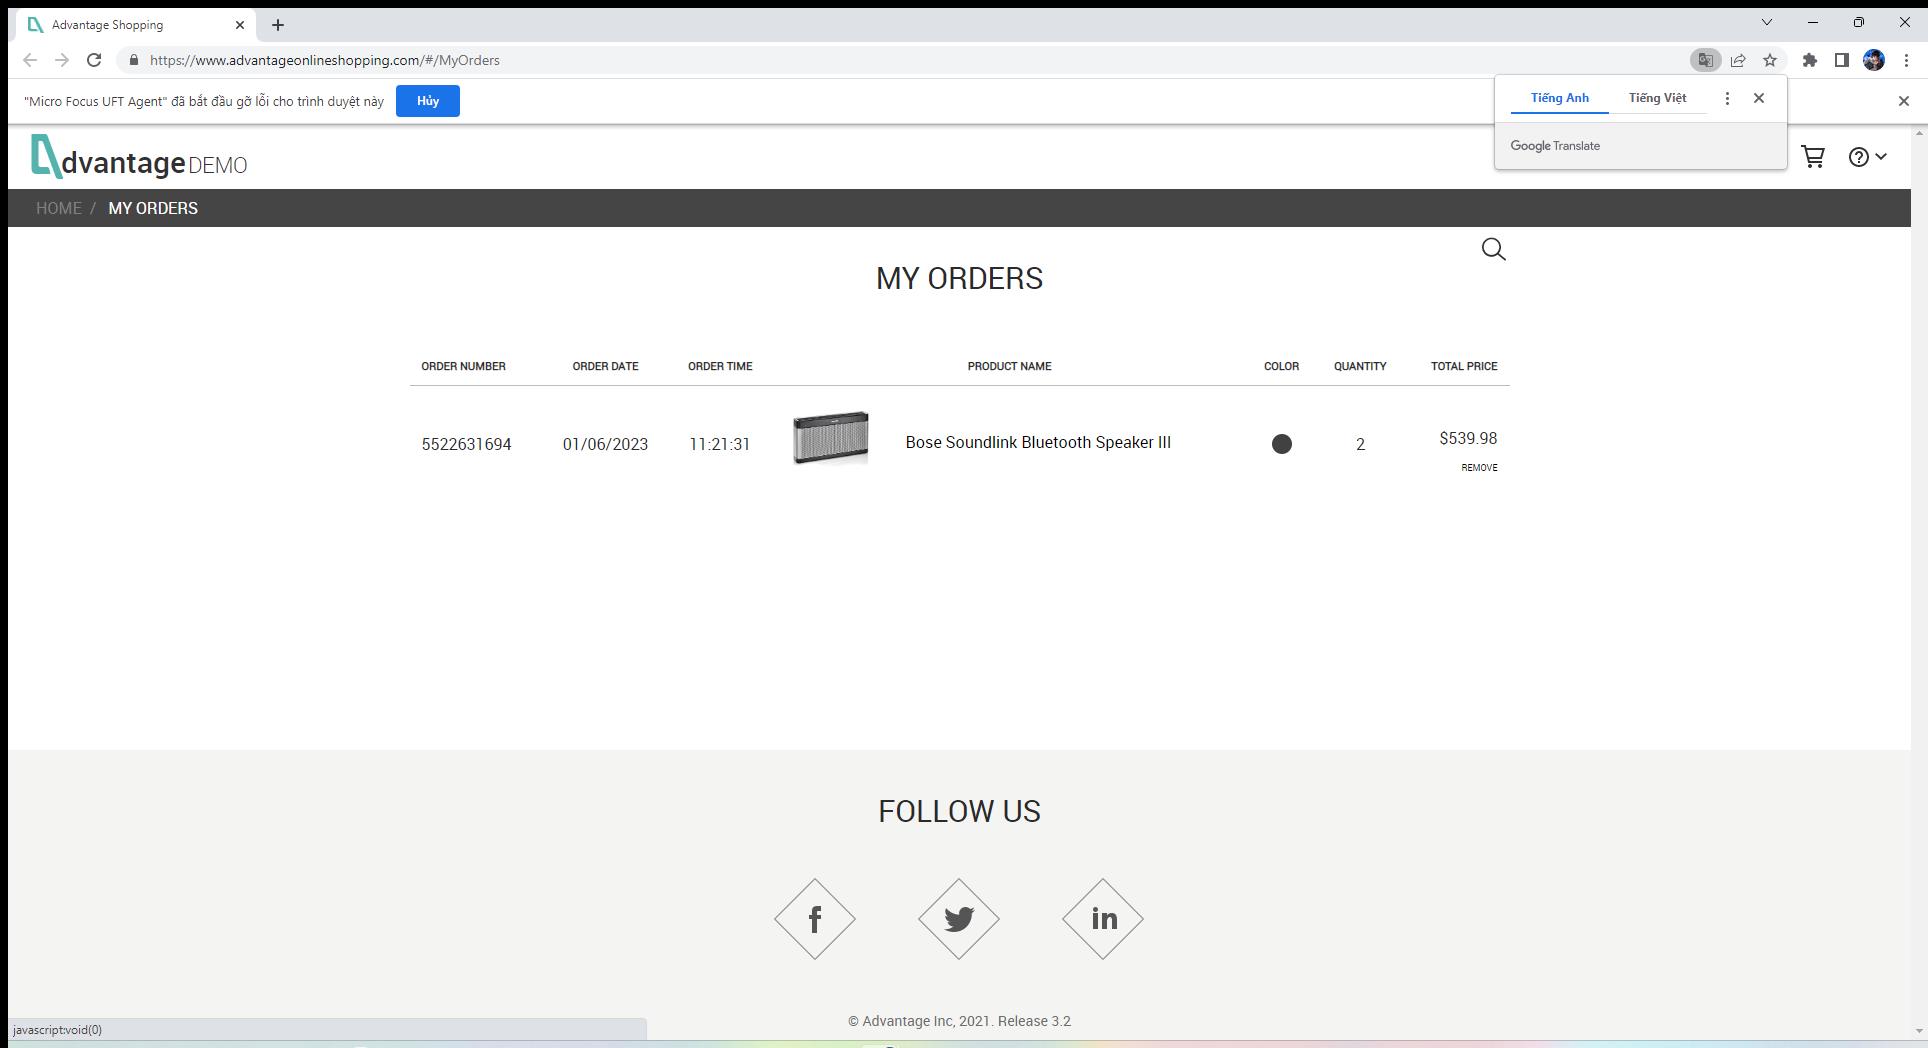 Advantage Shopping
https://www.advantageonlineshopping.com/#/MyOrders
"Micro Focus UFT Agent" đã bắt đầu gỡ lỗi cho trình duyệt này
Hủy
Tiếng Anh
Tiếng Việt
Google Translate
dvantage DEMO
HOME / MY ORDERS
MY ORDERS
ORDER NUMBER ORDER DATE ORDER TIME PRODUCT NAME COLOR QUANTITY TOTAL PRICE
5522631694 01/06/2023 11:21:31 Bose Soundlink Bluetooth Speaker III 2 $539.98
REMOVE
FOLLOW US
f
in
© Advantage Inc, 2021. Release 3.2
javascript:void(0)